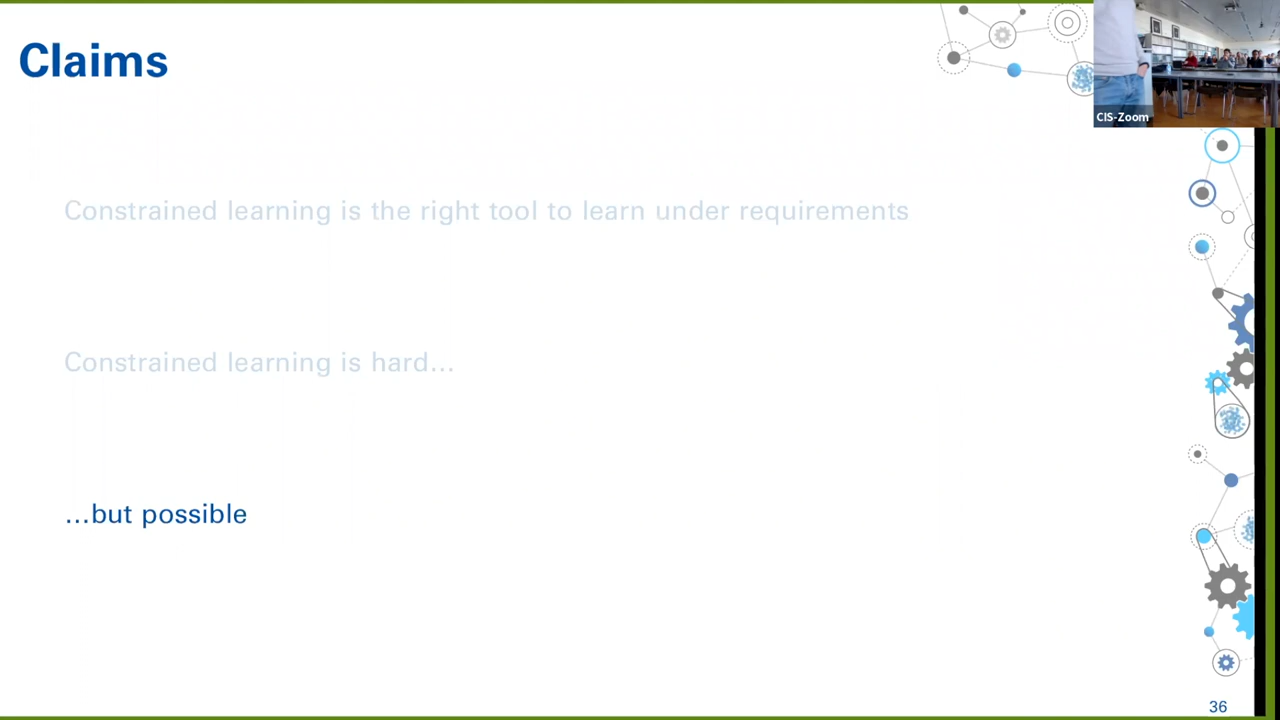 Claims
CIS-Zoom
Constrained learning is the right tool to learn under requirements
Constrained learning is hard...
...but possible
36